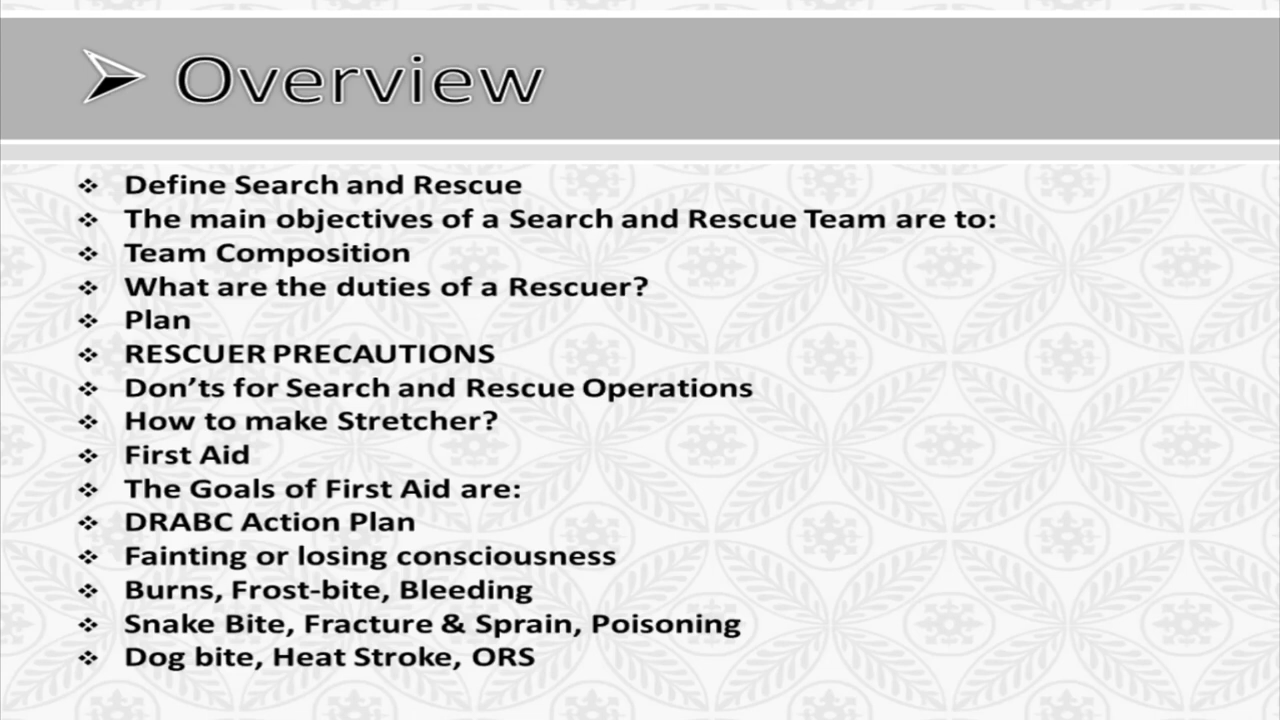 Overview
Define Search and Rescue
The main objectives of a Search and Rescue Team are to:
Team Composition
What are the duties of a Rescuer?
Plan
RESCUER PRECAUTIONS
Don’ts for Search and Rescue Operations
How to make Stretcher?
First Aid
The Goals of First Aid are:
DRABC Action Plan
Fainting or losing consciousness
Burns, Frost-bite, Bleeding
Snake Bite, Fracture & Sprain, Poisoning
Dog bite, Heat Stroke, ORS